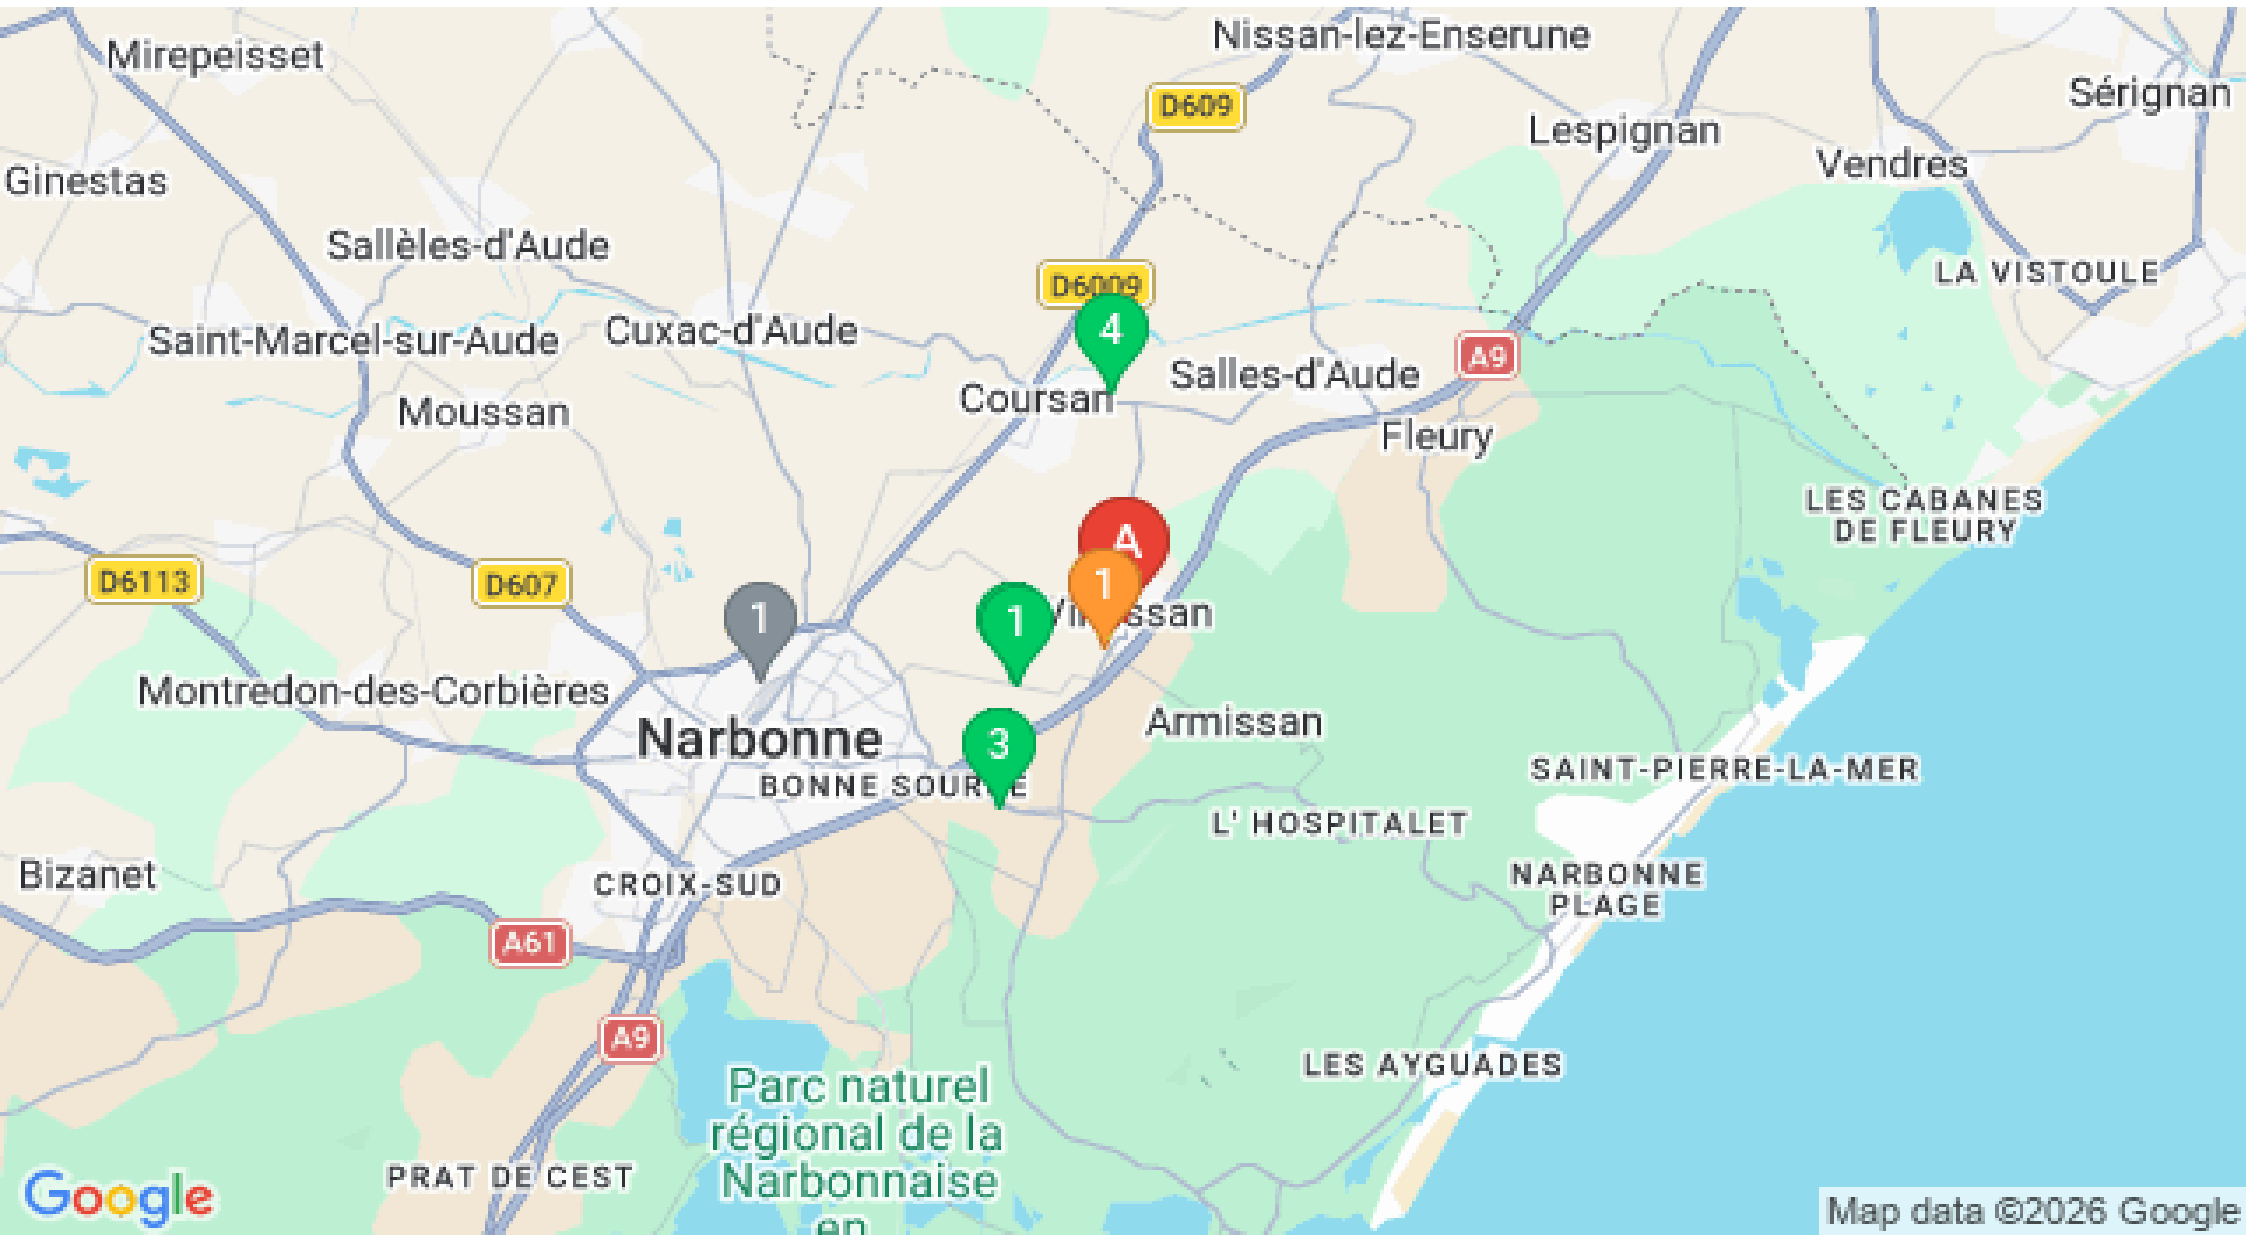 Nissan-lez-Enserune
Mirepeisset
Sérignan
D609
Lespignan
Vendres
Ginestas
Sallèles-d'Aude
LA VISTOULE
D6009
4
Cuxac-d'Aude
Saint-Marcel-sur-Aude
A9
Salles-d'Aude
Coursan
Moussan
Fleury
LES CABANES
DE FLEURY
A
D6113
D607
1
1
1
Montredon-des-Corbières
Armissan
Narbonne
3
SAINT-PIERRE-LA-MER
L' HOSPITALET
Bizanet
CROIX-SUD
NARBONNE
PLAGE
A61
A9
LES AYGUADES
Parc naturel
régional de la
Narbonnaise
en
PRAT DE CEST
Google
Map data ©2026 Google